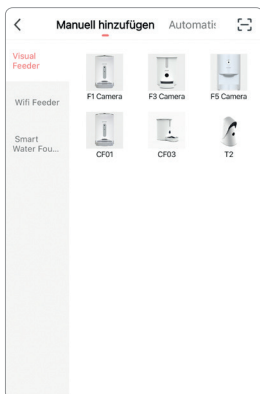 Manuell hinzufügen Automatis
Visual
Feeder
Wifi Feeder
Smart
Water Fou...
F1 Camera F3 Camera F5 Camera
CF01 CF03 T2